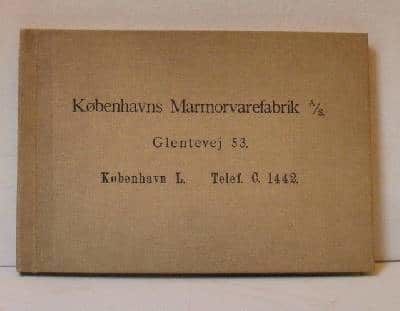 Københavns Marmorvarefabrik A/S.
Glentevej 53.
København L. Telef. C. 1442.